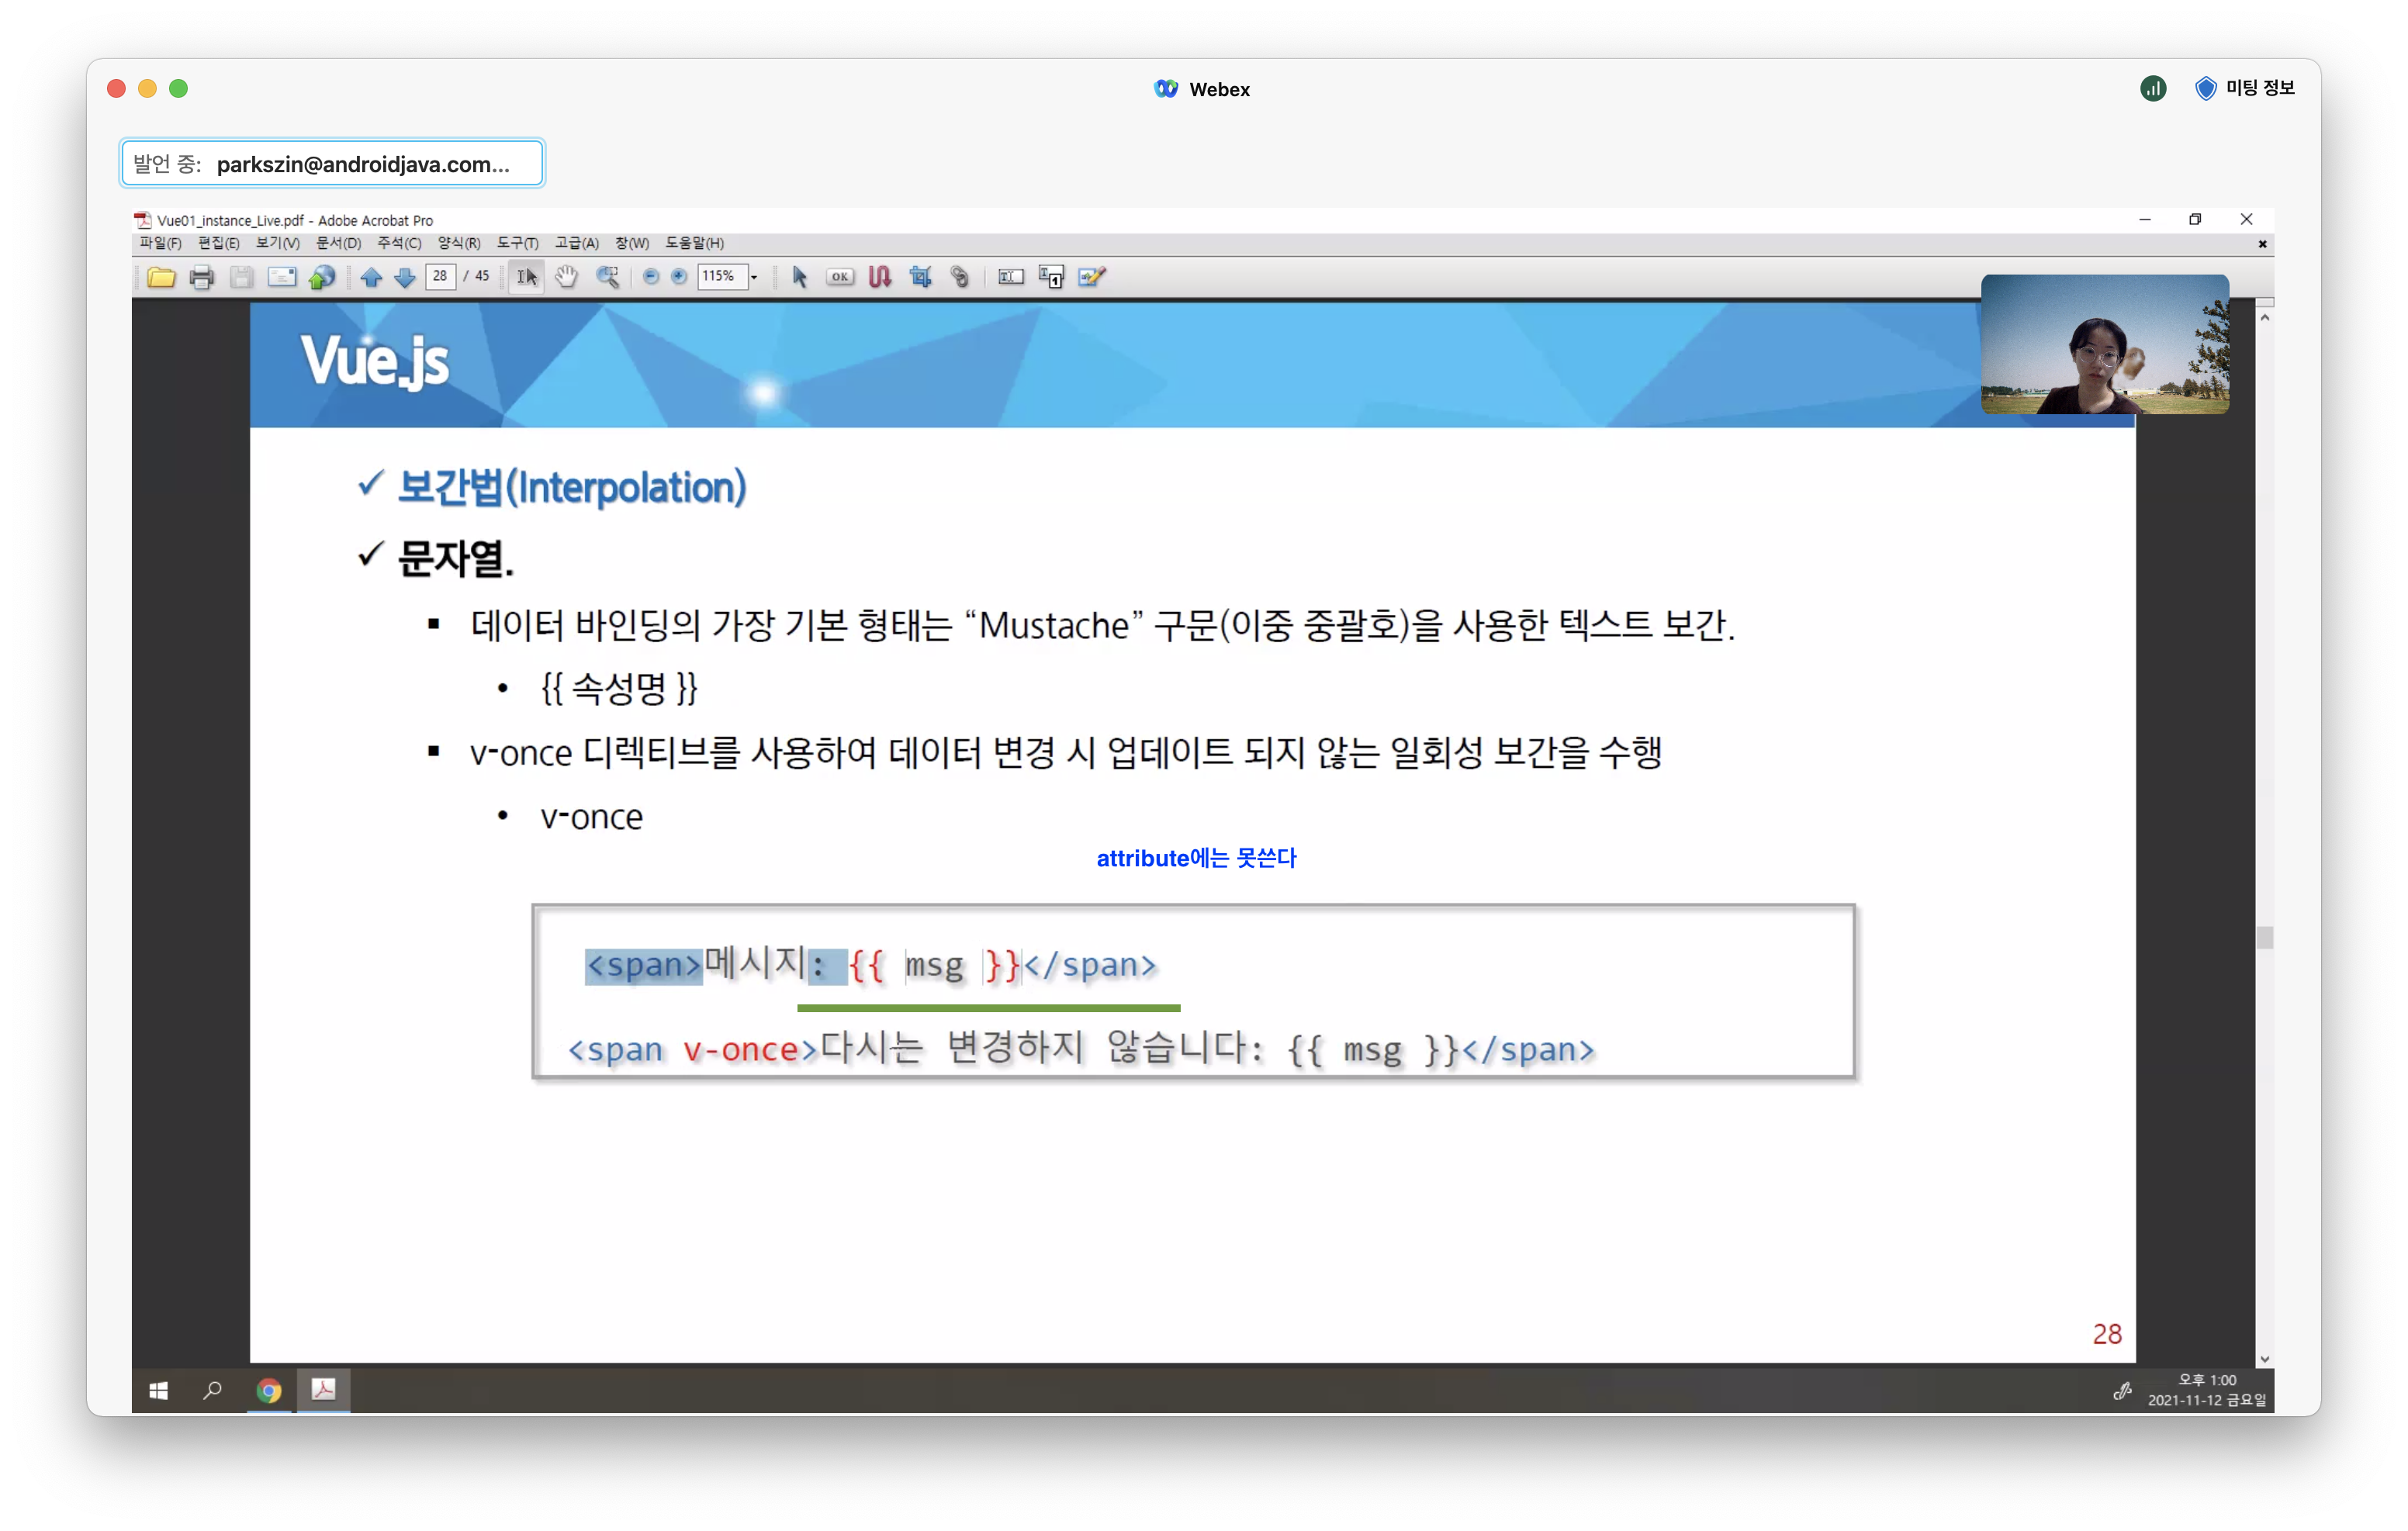 Webex
미팅 정보
발언 중: parkszin@androidjava.com...
Vue01_instance_Live.pdf - Adobe Acrobat Pro
파일(F) 편집(E) 보기(V) 문서(D) 주석(C) 양식(R) 도구(T) 고급(A) 창(W) 도움말(H)
28 / 45 115% OK
Vue.js
✓ 보간법(Interpolation)
✓ 문자열.
▪ 데이터 바인딩의 가장 기본 형태는 “Mustache” 구문(이중 중괄호)을 사용한 텍스트 보간.
• {{ 속성명 }}
▪ v-once 디렉티브를 사용하여 데이터 변경 시 업데이트 되지 않는 일회성 보간을 수행
• v-once
attribute에는 못쓴다
<span>메시지: {{ msg }}</span>
<span v-once>다시는 변경하지 않습니다: {{ msg }}</span>
28
오후 1:00
2021-11-12 금요일